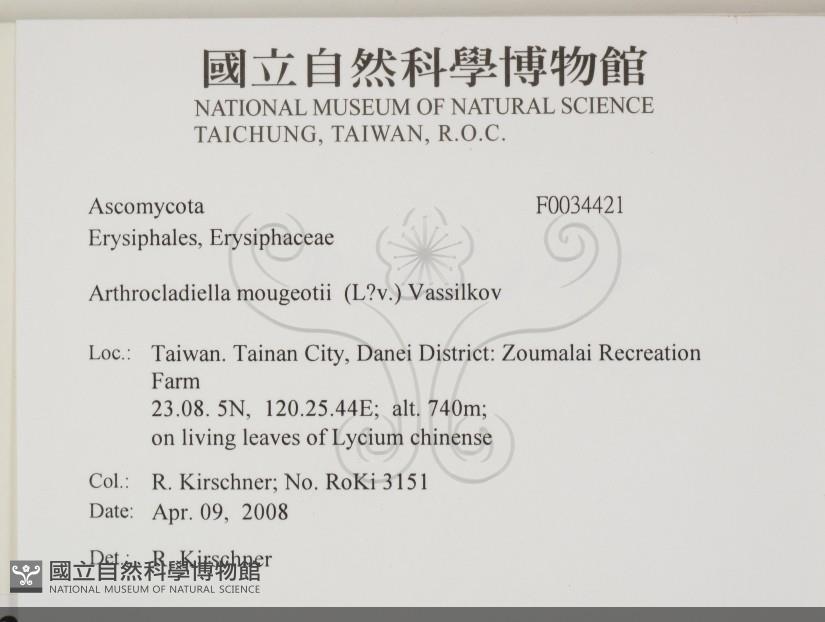 國立自然科學博物館
NATIONAL MUSEUM OF NATURAL SCIENCE
TAICHUNG, TAIWAN, R.O.C.
Ascomycota F0034421
Erysiphales, Erysiphaceae
Arthrocladiella mougeotii (L?v.) Vassilkov
Loc.: Taiwan. Tainan City, Danei District: Zoumalai Recreation
Farm
23.08. 5N, 120.25.44E; alt. 740m;
on living leaves of Lycium chinense
Col.: R. Kirschner; No. RoKi 3151
Date: Apr. 09, 2008
Det.: R. Kirschner
國立自然科學博物館
NATIONAL MUSEUM OF NATURAL SCIENCE